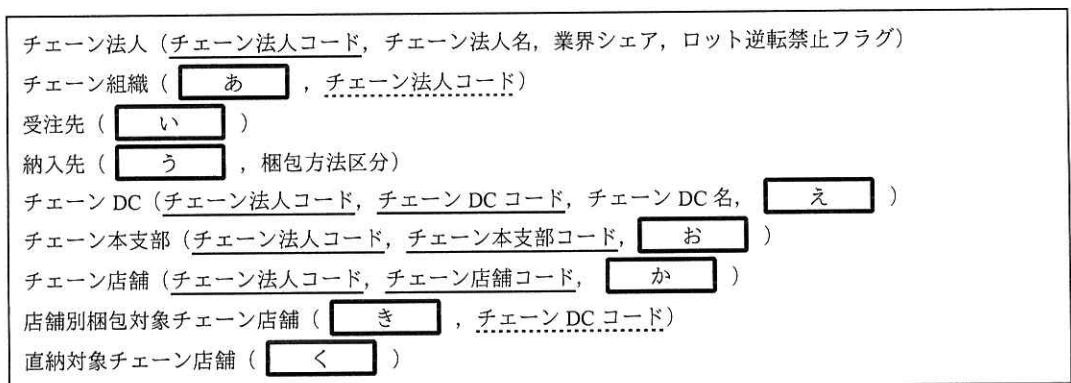 チェーン法人（チェーン法人コード，チェーン法人名，業界シェア，ロット逆転禁止フラグ）
チェーン組織（ あ ，チェーン法人コード）
受注先（ い ）
納入先（ う ，梱包方法区分）
チェーン DC（チェーン法人コード，チェーン DC コード，チェーン DC 名， え ）
チェーン本支部（チェーン法人コード，チェーン本支部コード， お ）
チェーン店舗（チェーン法人コード，チェーン店舗コード， か ）
店舗別梱包対象チェーン店舗（ き ，チェーン DC コード）
直納対象チェーン店舗（ く ）